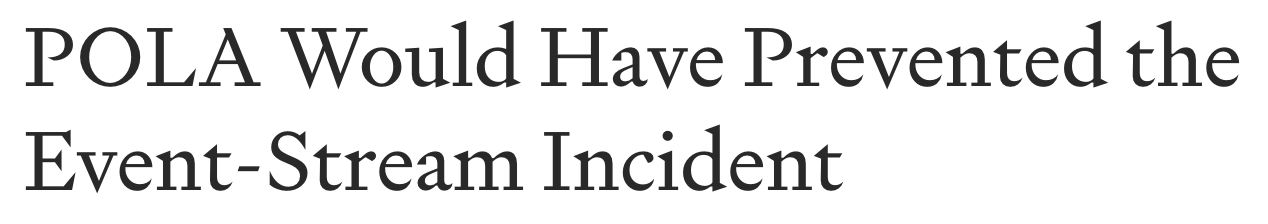 POLA Would Have Prevented the
Event-Stream Incident